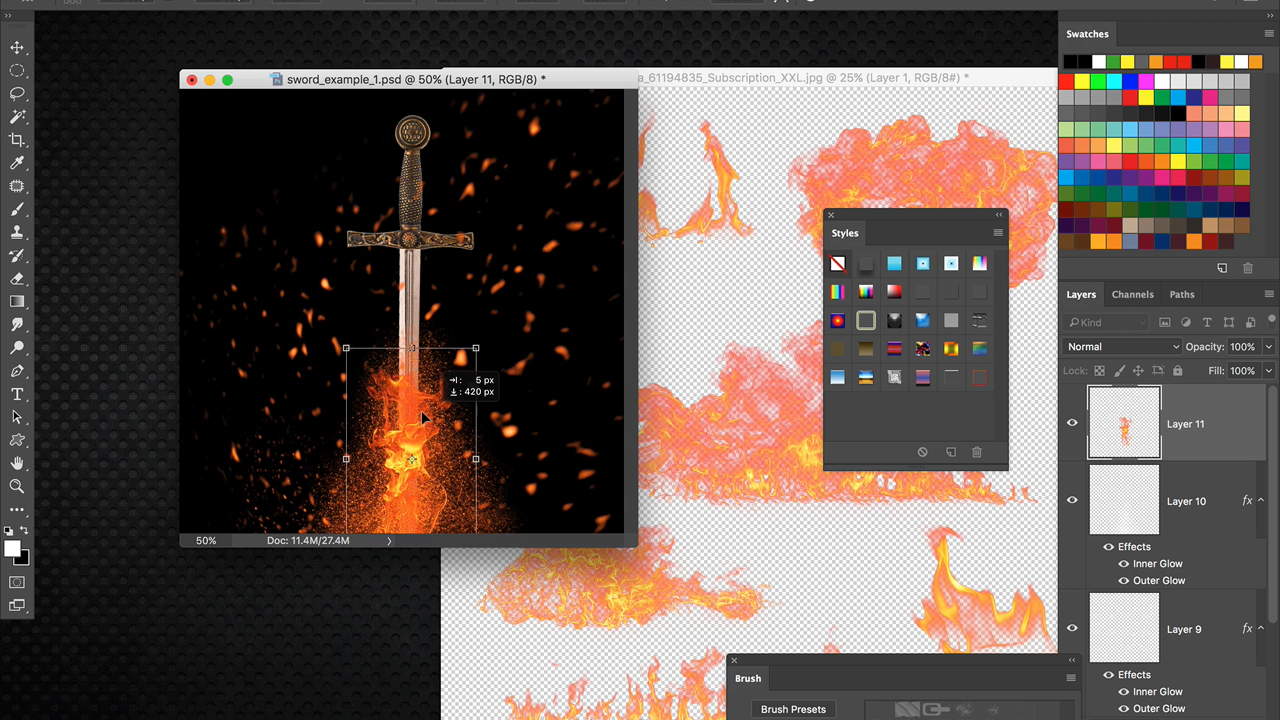 sword_example_1.psd @ 50% (Layer 11, RGB/8) *
a_61194835_Subscription_XXL.jpg @ 25% (Layer 1, RGB/8#) *
Swatches
Styles
5 px
420 px
50%
Doc: 11.4M/27.4M
Layers
Channels
Paths
Kind
Normal
Opacity: 100%
Lock:
Fill: 100%
Layer 11
Layer 10
fx
Effects
Inner Glow
Outer Glow
Layer 9
fx
Effects
Inner Glow
Outer Glow
Brush
Brush Presets